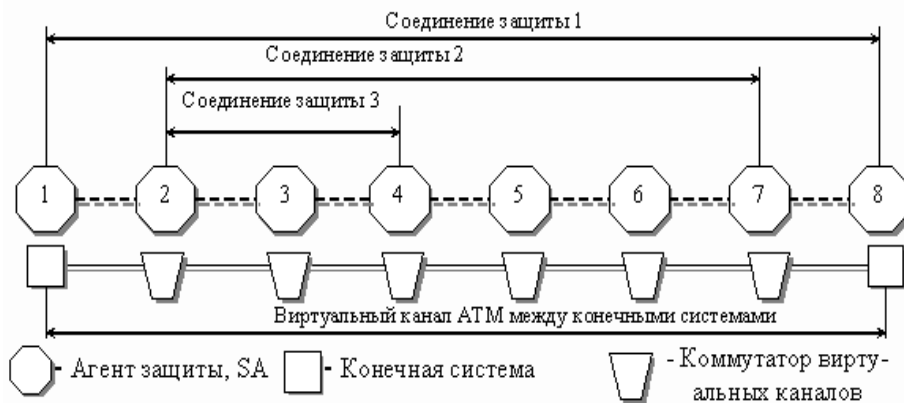 Соединение защиты 1
Соединение защиты 2
Соединение защиты 3
1 2 3 4 5 6 7 8
Виртуальный канал АТМ между конечными системами
- Агент защиты, SA - Конечная система - Коммутатор вирту-
альных каналов